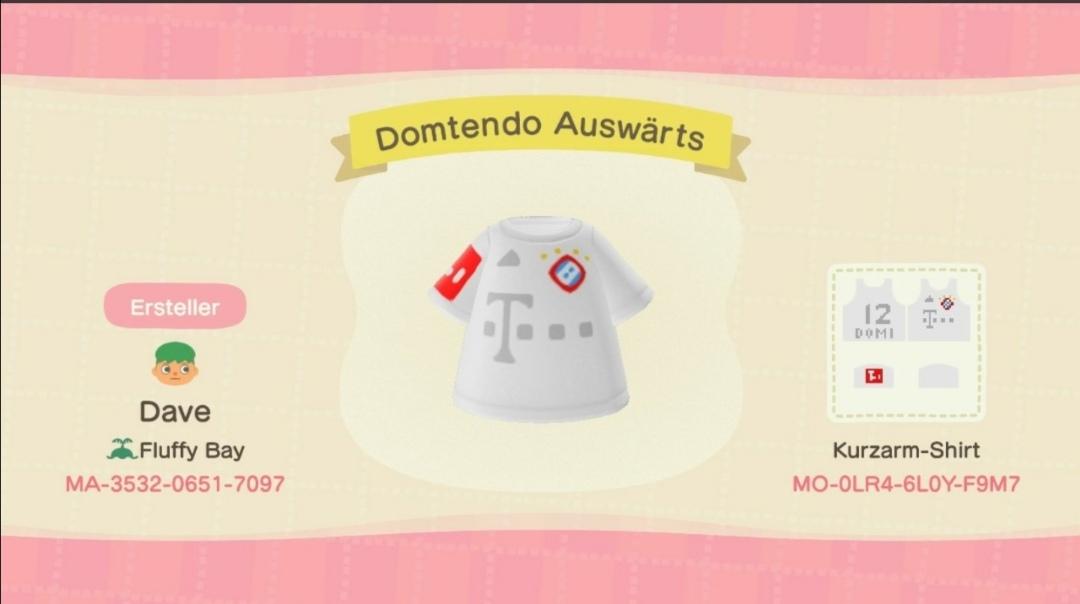 Domtendo Auswärts
T
Ersteller
Dave
Fluffy Bay
MA-3532-0651-7097
12
DOMI
T
Kurzarm-Shirt
MO-0LR4-6L0Y-F9M7